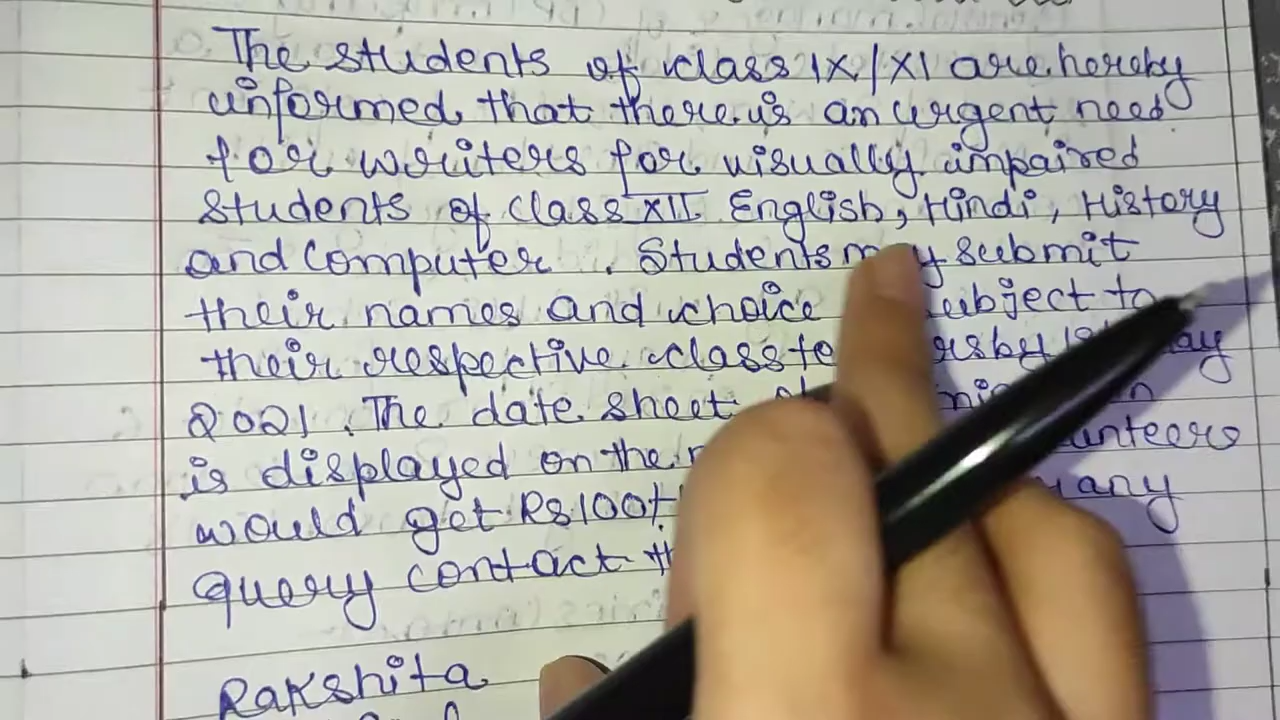 The students of class IX/XI are hereby
informed that there is an urgent need
for writers for visually impaired
students of class XII English, Hindi, History
and Computer. Students may submit
their names and choice subject to
their respective class by
2021. The date sheet
is displayed on the
would get Rs100/- any
query contact
Rakshita